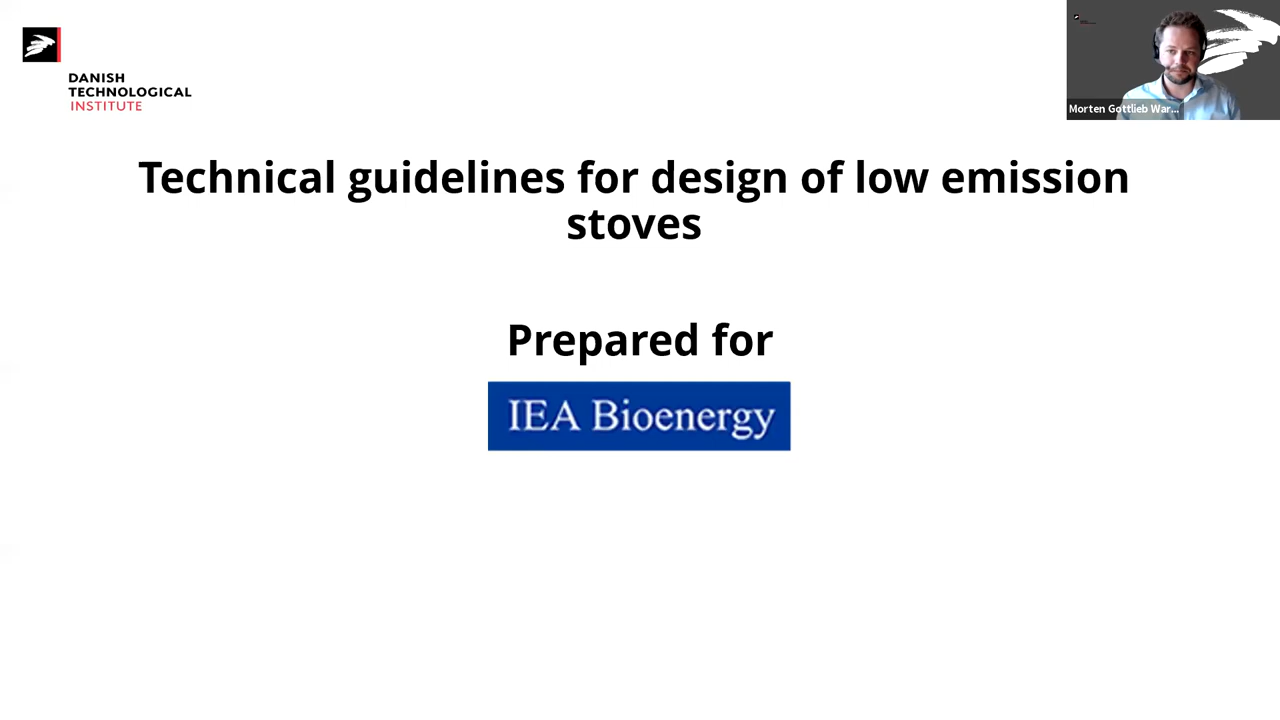 DANISH
TECHNOLOGICAL
INSTITUTE
Morten Gottlieb War...
Technical guidelines for design of low emission
stoves
Prepared for
IEA Bioenergy